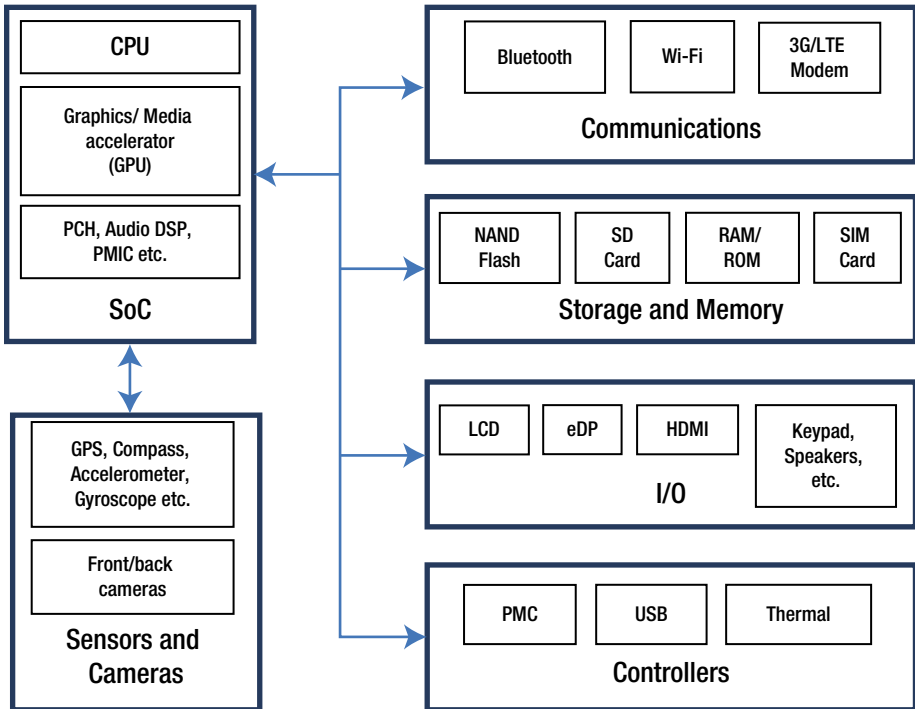 CPU
Graphics/ Media
accelerator
(GPU)
PCH, Audio DSP,
PMIC etc.
SoC
GPS, Compass,
Accelerometer,
Gyroscope etc.
Front/back
cameras
Sensors and
Cameras
Bluetooth
Wi-Fi
3G/LTE
Modem
Communications
NAND
Flash
SD
Card
RAM/
ROM
SIM
Card
Storage and Memory
LCD
eDP
HDMI
Keypad,
Speakers,
etc.
I/O
PMC
USB
Thermal
Controllers